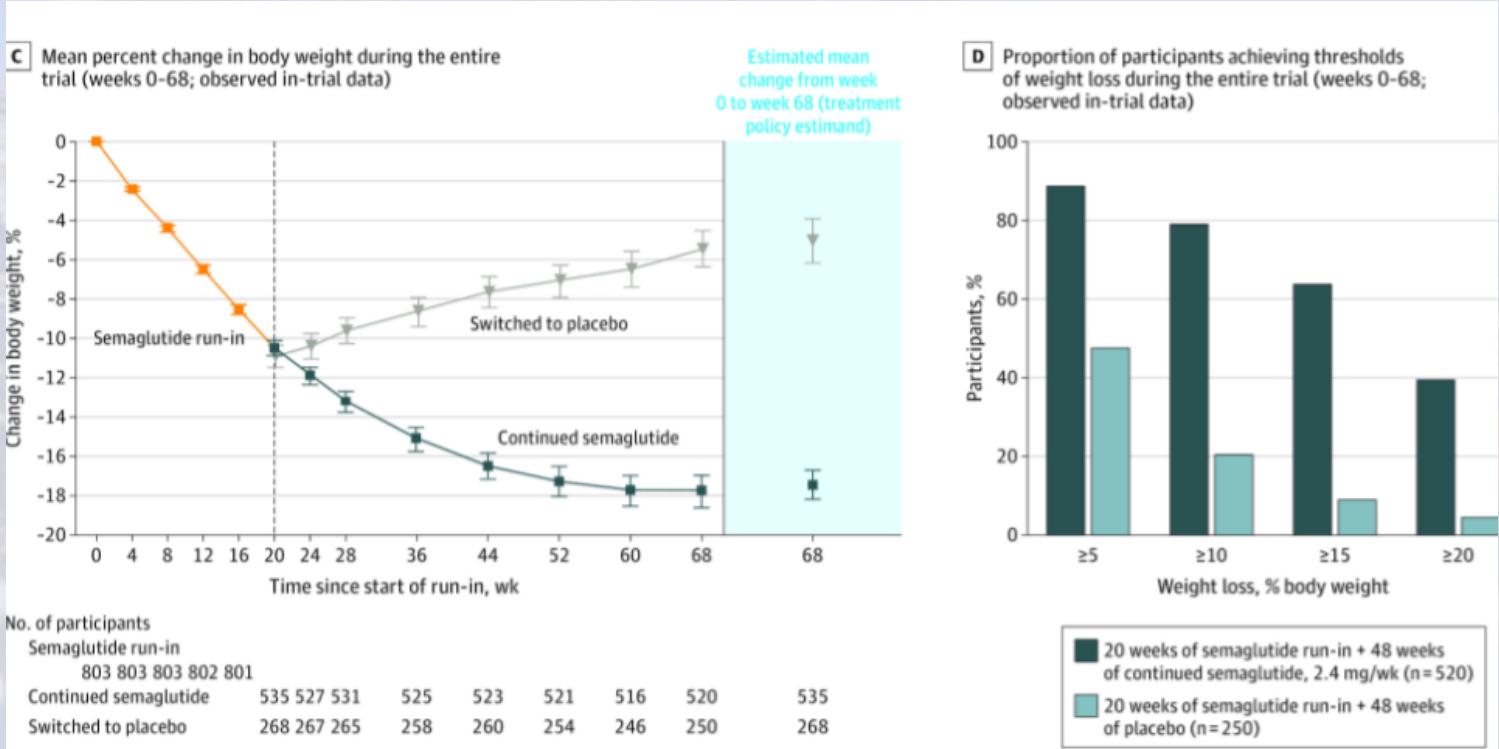 C Mean percent change in body weight during the entire
trial (weeks 0-68; observed in-trial data)
Estimated mean
change from week
0 to week 68 (treatment
policy estimand)
Change in body weight, %
0
-2
-4
-6
-8
-10
-12
-14
-16
-18
-20
Semaglutide run-in
Switched to placebo
Continued semaglutide
0 4 8 12 16 20 24 28 36 44 52 60 68 68
Time since start of run-in, wk
No. of participants
Semaglutide run-in
803 803 803 802 801
Continued semaglutide 535 527 531 525 523 521 516 520 535
Switched to placebo 268 267 265 258 260 254 246 250 268
D Proportion of participants achieving thresholds
of weight loss during the entire trial (weeks 0-68;
observed in-trial data)
Participants, %
100
80
60
40
20
0
≥5 ≥10 ≥15 ≥20
Weight loss, % body weight
20 weeks of semaglutide run-in + 48 weeks
of continued semaglutide, 2.4 mg/wk (n=520)
20 weeks of semaglutide run-in + 48 weeks
of placebo (n=250)